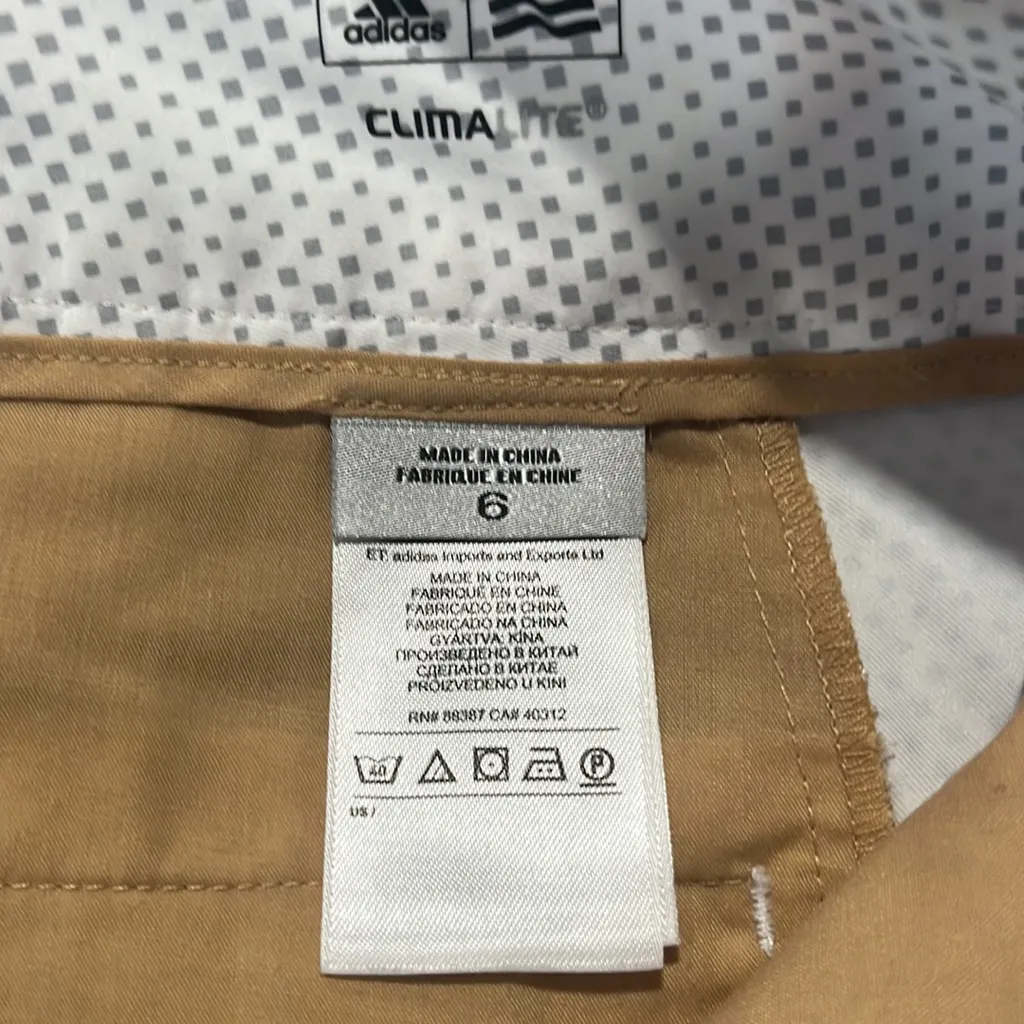 adidas
CLIMALITE®
MADE IN CHINA
FABRIQUE EN CHINE
6
ET adidas Imports and Exports Ltd
MADE IN CHINA
FABRIQUÉ EN CHINE
FABRICADO EN CHINA
FABRICADO NA CHINA
GYÁRTVA: KÍNA
ПРОИЗВЕДЕНО В КИТАЙ
СДЕЛАНО В КИТАЕ
PROIZVEDENO U KINI
RN# 88387 CA# 40312
40 P
US /